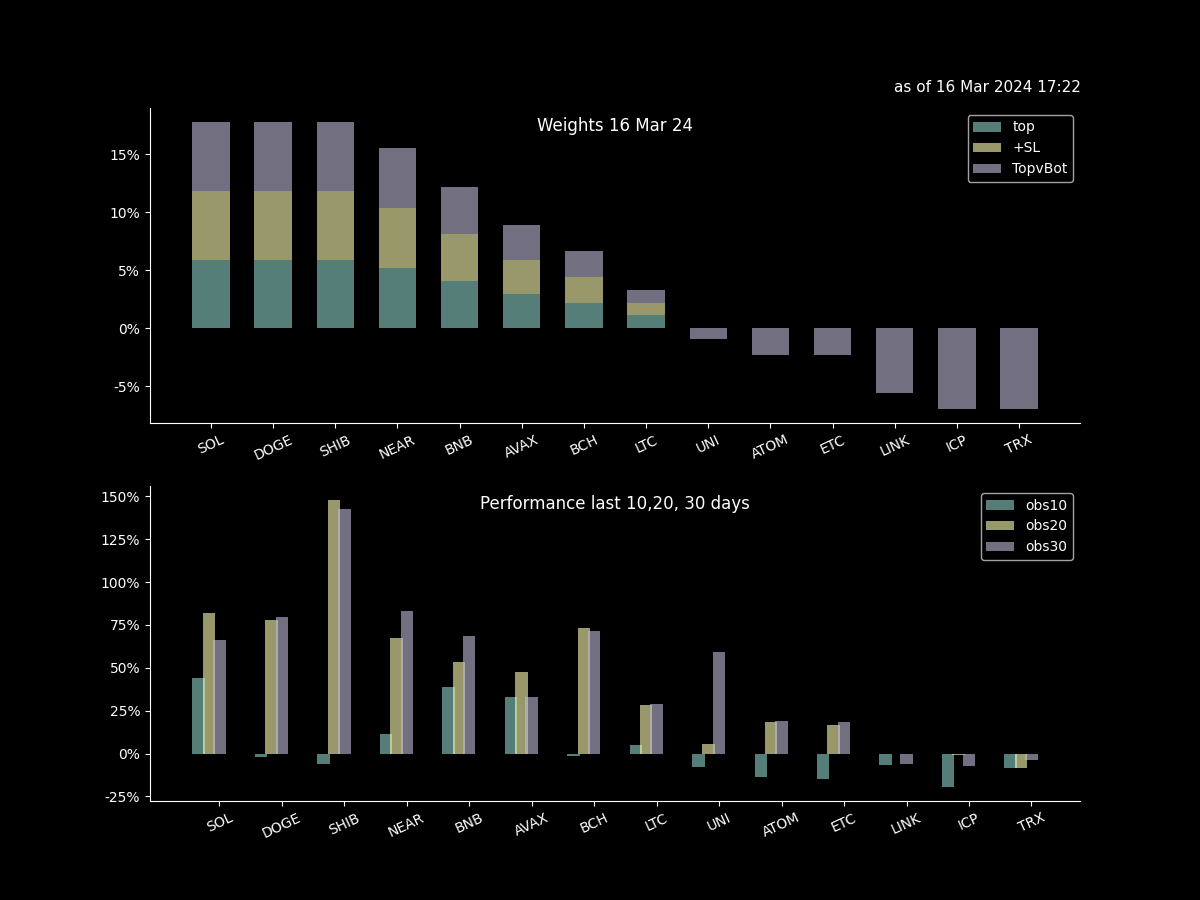 as of 16 Mar 2024 17:22
Weights 16 Mar 24
top
+SL
TopvBot
15%
10%
5%
0%
-5%
SOL DOGE SHIB NEAR BNB AVAX BCH LTC UNI ATOM ETC LINK ICP TRX
Performance last 10,20, 30 days
obs10
obs20
obs30
150%
125%
100%
75%
50%
25%
0%
-25%
SOL DOGE SHIB NEAR BNB AVAX BCH LTC UNI ATOM ETC LINK ICP TRX